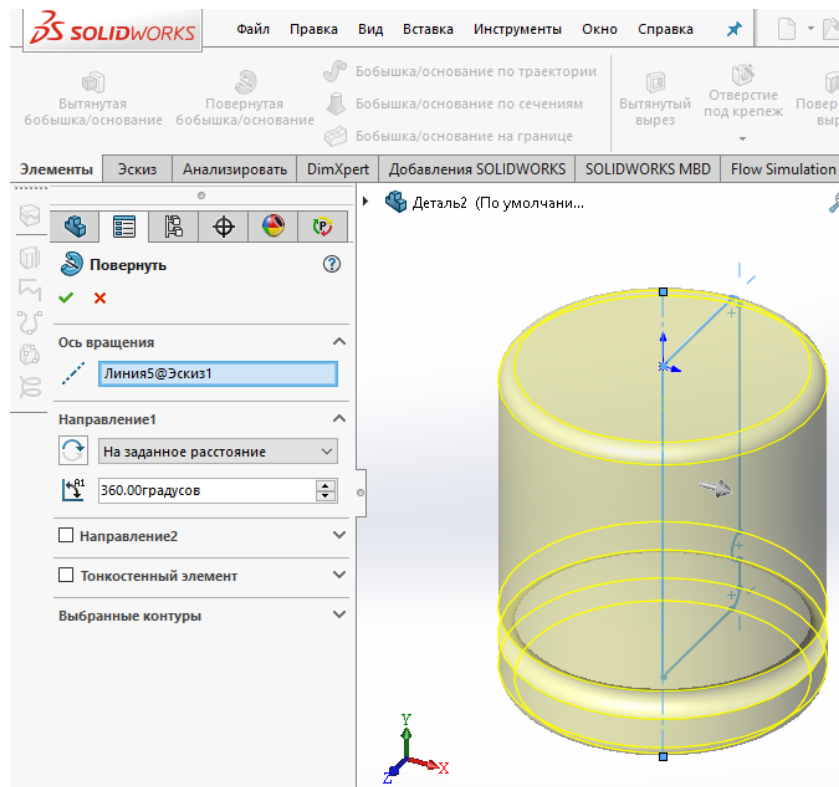 SOLIDWORKS Файл Правка Вид Вставка Инструменты Окно Справка
Вытянутая бобышка/основание
Повернутая бобышка/основание
Бобышка/основание по траектории
Бобышка/основание по сечениям
Бобышка/основание на границе
Вытянутый вырез
Отверстие под крепеж
Элементы Эскиз Анализировать DimXpert Добавления SOLIDWORKS SOLIDWORKS MBD Flow Simulation
Деталь2 (По умолчани...
Повернуть
Ось вращения
Линия5@Эскиз1
Направление1
На заданное расстояние
A1
360.00градусов
Направление2
Тонкостенный элемент
Выбранные контуры
Y
X
Z